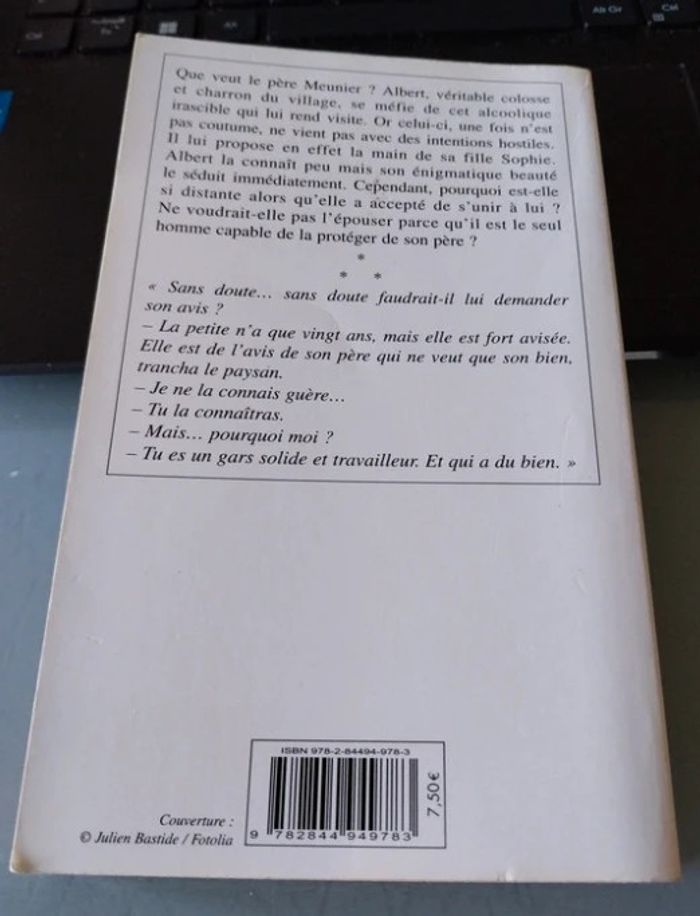 Alt Gr
Ctrl
Ctrl
Fn
Alt
Que veut le père Meunier ? Albert, véritable colosse
et charron du village, se méfie de cet alcoolique
irascible qui lui rend visite. Or celui-ci, une fois n'est
pas coutume, ne vient pas avec des intentions hostiles.
Il lui propose en effet la main de sa fille Sophie.
Albert la connaît peu mais son énigmatique beauté
le séduit immédiatement. Cependant, pourquoi est-elle
si distante alors qu'elle a accepté de s'unir à lui ?
Ne voudrait-elle pas l'épouser parce qu'il est le seul
homme capable de la protéger de son père ?
*
* *
« Sans doute... sans doute faudrait-il lui demander
son avis ?
– La petite n'a que vingt ans, mais elle est fort avisée.
Elle est de l'avis de son père qui ne veut que son bien,
trancha le paysan.
– Je ne la connais guère...
– Tu la connaîtras.
– Mais... pourquoi moi ?
– Tu es un gars solide et travailleur. Et qui a du bien. »
ISBN 978-2-84494-978-3
9 782844 949783
7,50 €
Couverture :
© Julien Bastide / Fotolia